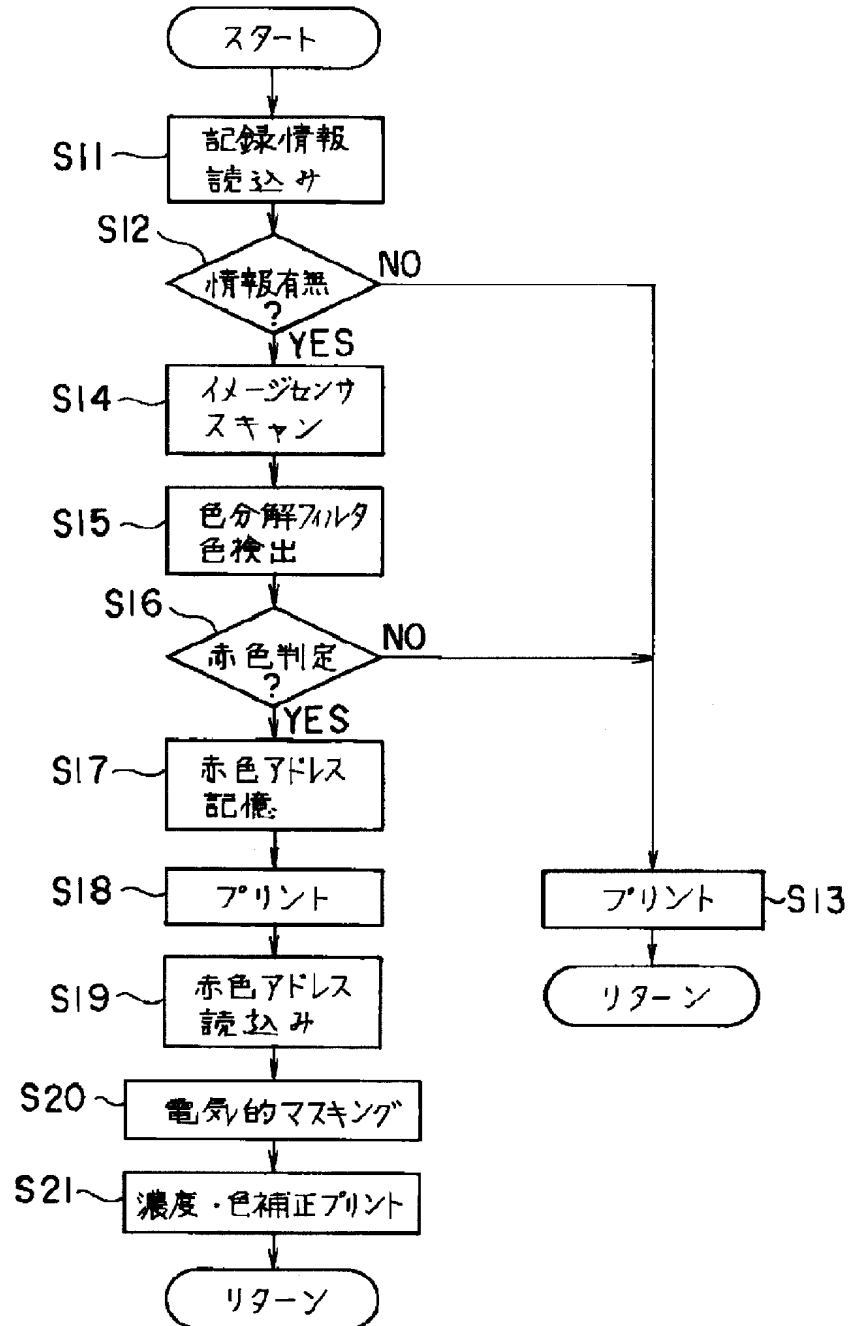 スタート
S11
記録情報
読込み
S12
情報有無
?
NO
YES
S14
イメージセンサ
スキャン
S15
色分解フィルタ
色検出
S16
赤色判定
?
NO
YES
S17
赤色アドレス
記憶
S18
プリント
プリント
S13
S19
赤色アドレス
読込み
リターン
S20
電気的マスキング
S21
濃度・色補正プリント
リターン